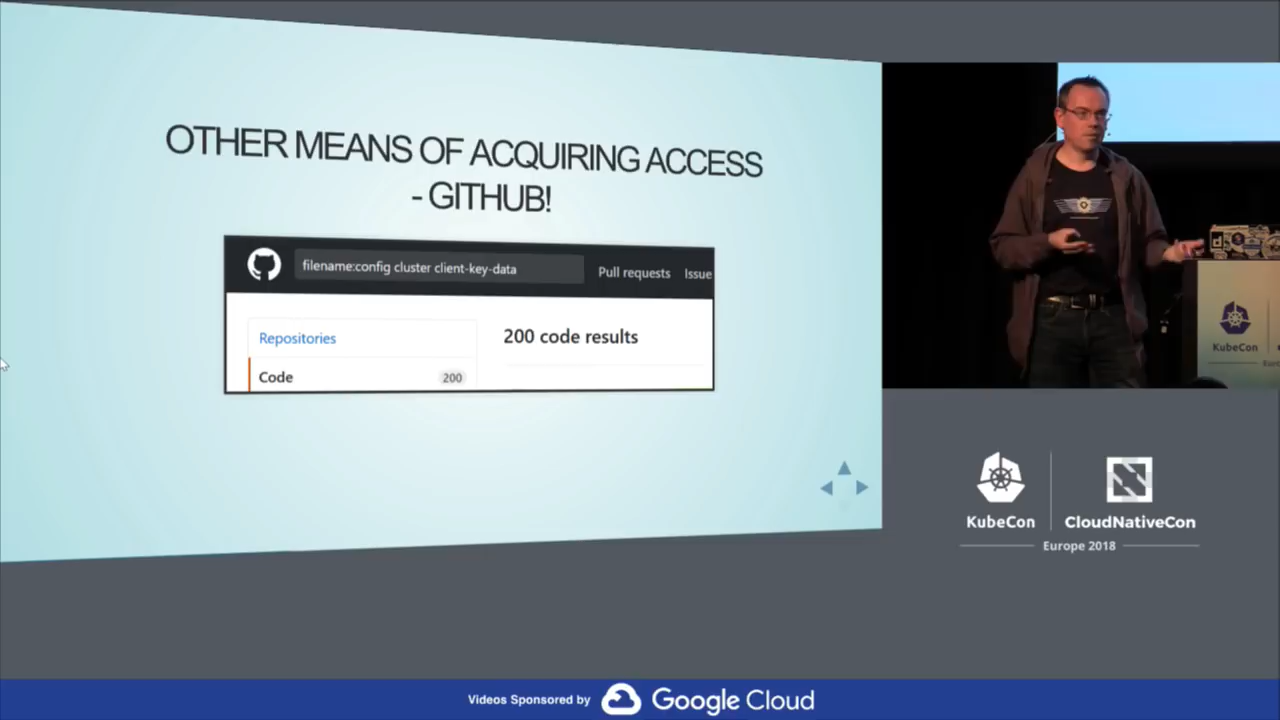 OTHER MEANS OF ACQUIRING ACCESS
- GITHUB!
filename:config cluster client-key-data
Pull requests
Issue
Repositories
200 code results
Code
200
KubeCon
KubeCon
CloudNativeCon
Europe 2018
Videos Sponsored by
Google Cloud